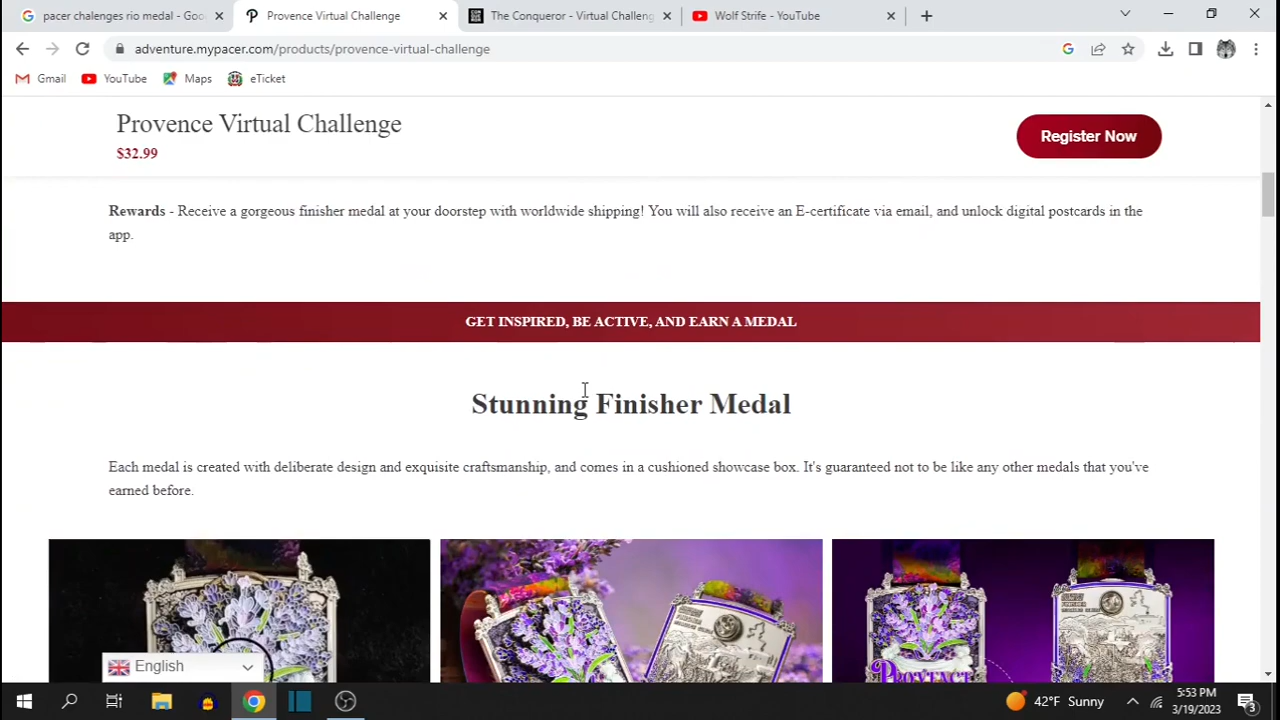 pacer chalenges rio medal - Goo
Provence Virtual Challenge
The Conqueror - Virtual Challeng
Wolf Strife - YouTube
adventure.mypacer.com/products/provence-virtual-challenge
Gmail
YouTube
Maps
eTicket
Provence Virtual Challenge
$32.99
Register Now
Rewards - Receive a gorgeous finisher medal at your doorstep with worldwide shipping! You will also receive an E-certificate via email, and unlock digital postcards in the
app.
GET INSPIRED, BE ACTIVE, AND EARN A MEDAL
Stunning Finisher Medal
Each medal is created with deliberate design and exquisite craftsmanship, and comes in a cushioned showcase box. It's guaranteed not to be like any other medals that you've
earned before.
PROVENCE
English
42°F Sunny
5:53 PM
3/19/2023
3